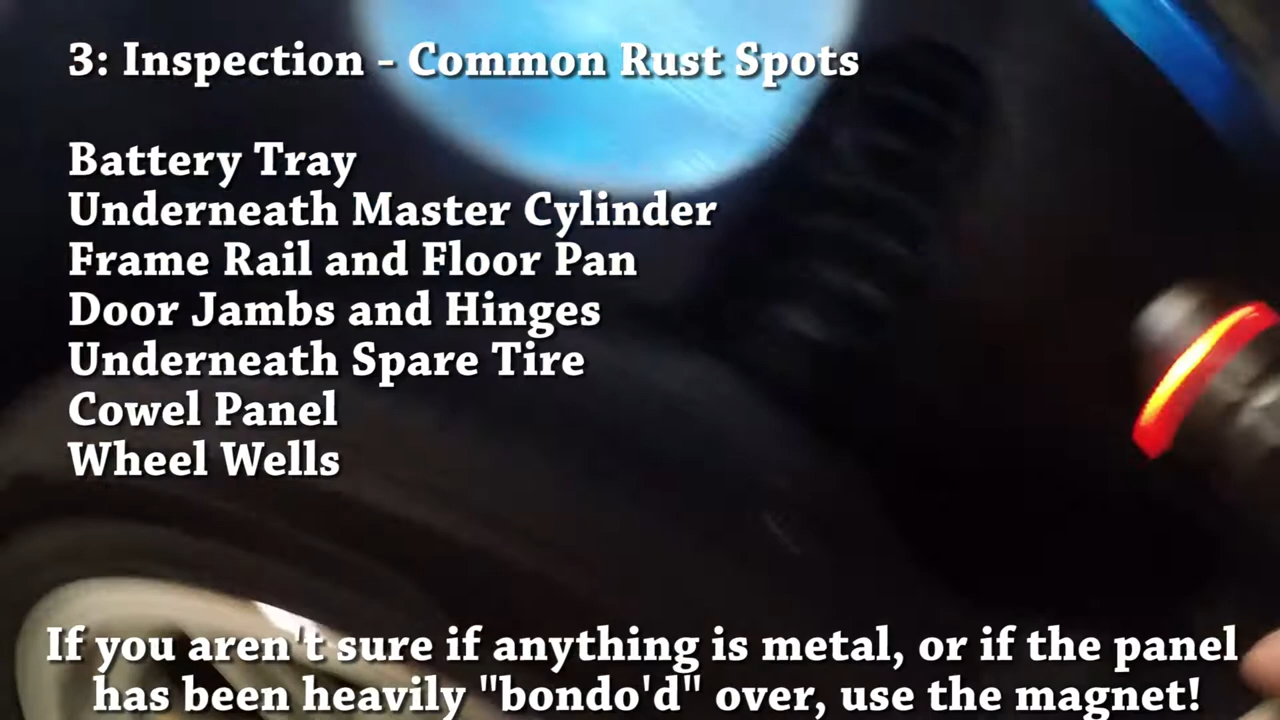 3: Inspection - Common Rust Spots
Battery Tray
Underneath Master Cylinder
Frame Rail and Floor Pan
Door Jambs and Hinges
Underneath Spare Tire
Cowel Panel
Wheel Wells
If you aren't sure if anything is metal, or if the panel
has been heavily "bondo'd" over, use the magnet!